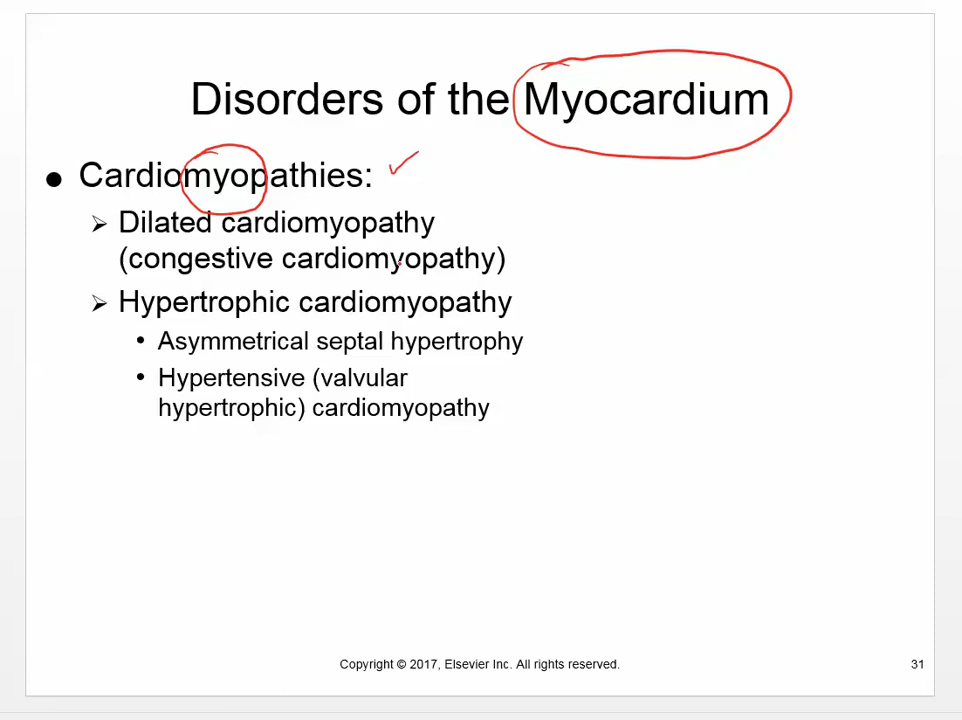 Disorders of the Myocardium
● Cardiomyopathies:
➢ Dilated cardiomyopathy
(congestive cardiomyopathy)
➢ Hypertrophic cardiomyopathy
• Asymmetrical septal hypertrophy
• Hypertensive (valvular
hypertrophic) cardiomyopathy
Copyright © 2017, Elsevier Inc. All rights reserved. 31